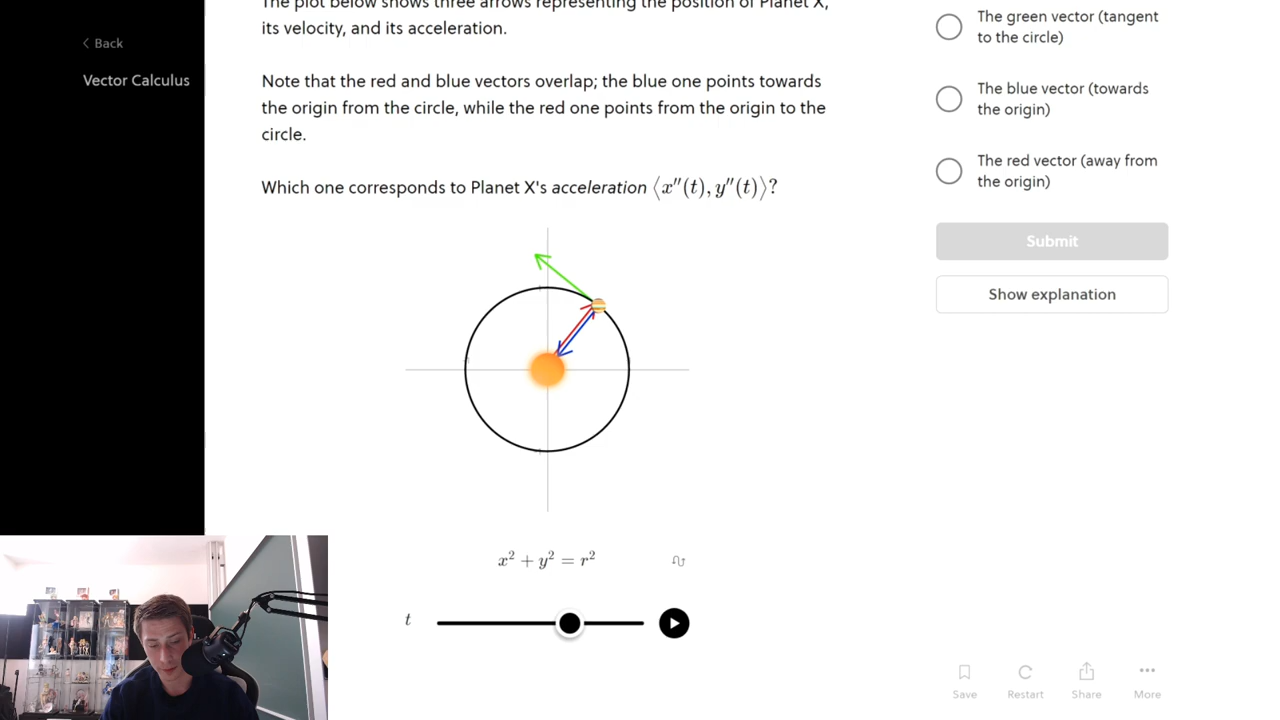 The plot below shows three arrows representing the position of Planet X,
its velocity, and its acceleration.
Note that the red and blue vectors overlap; the blue one points towards
the origin from the circle, while the red one points from the origin to the
circle.
Which one corresponds to Planet X's acceleration ⟨x″(t), y″(t)⟩?
x² + y² = r²
t
Back
Vector Calculus
The green vector (tangent
to the circle)
The blue vector (towards
the origin)
The red vector (away from
the origin)
Submit
Show explanation
Save
Restart
Share
More